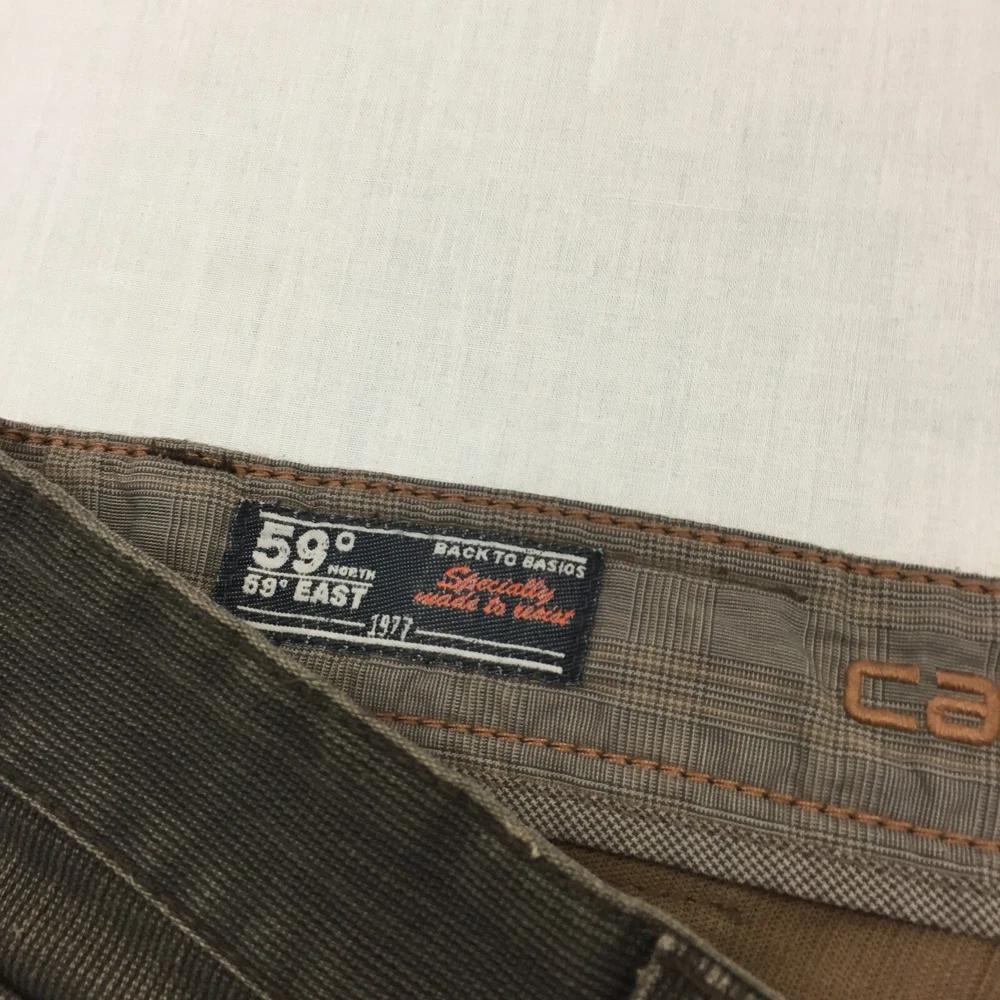 59°
NORTH
59° EAST
BACK TO BASICS
Specially
made to resist
1977
ca